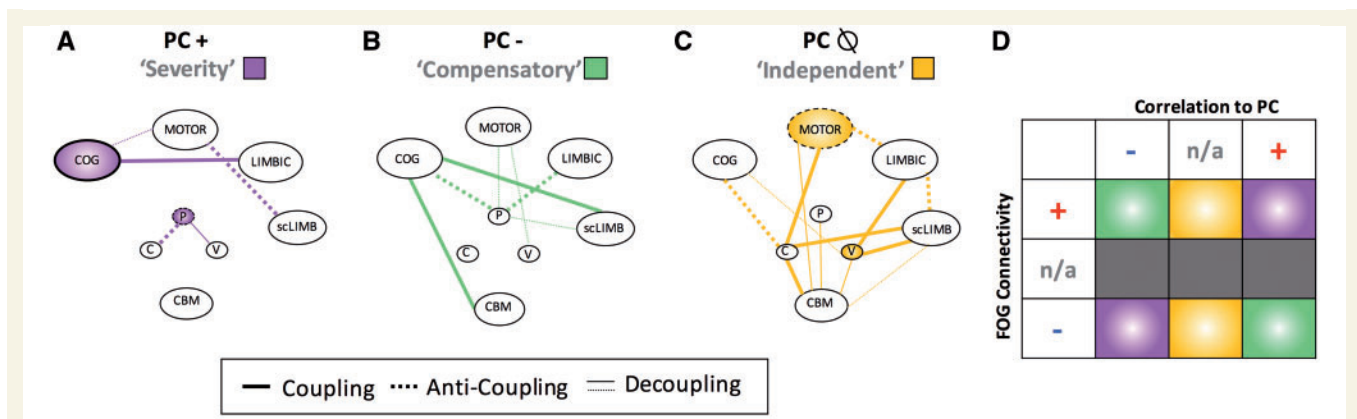 A PC +
'Severity'
COG
MOTOR
LIMBIC
scLIMB
P
C
V
CBM
B PC -
'Compensatory'
MOTOR
COG
LIMBIC
P
scLIMB
C
V
CBM
C PC ∅
'Independent'
MOTOR
COG
LIMBIC
P
scLIMB
C
V
CBM
D
Correlation to PC
- n/a +
FOG Connectivity
+
n/a
-
Coupling Anti-Coupling Decoupling